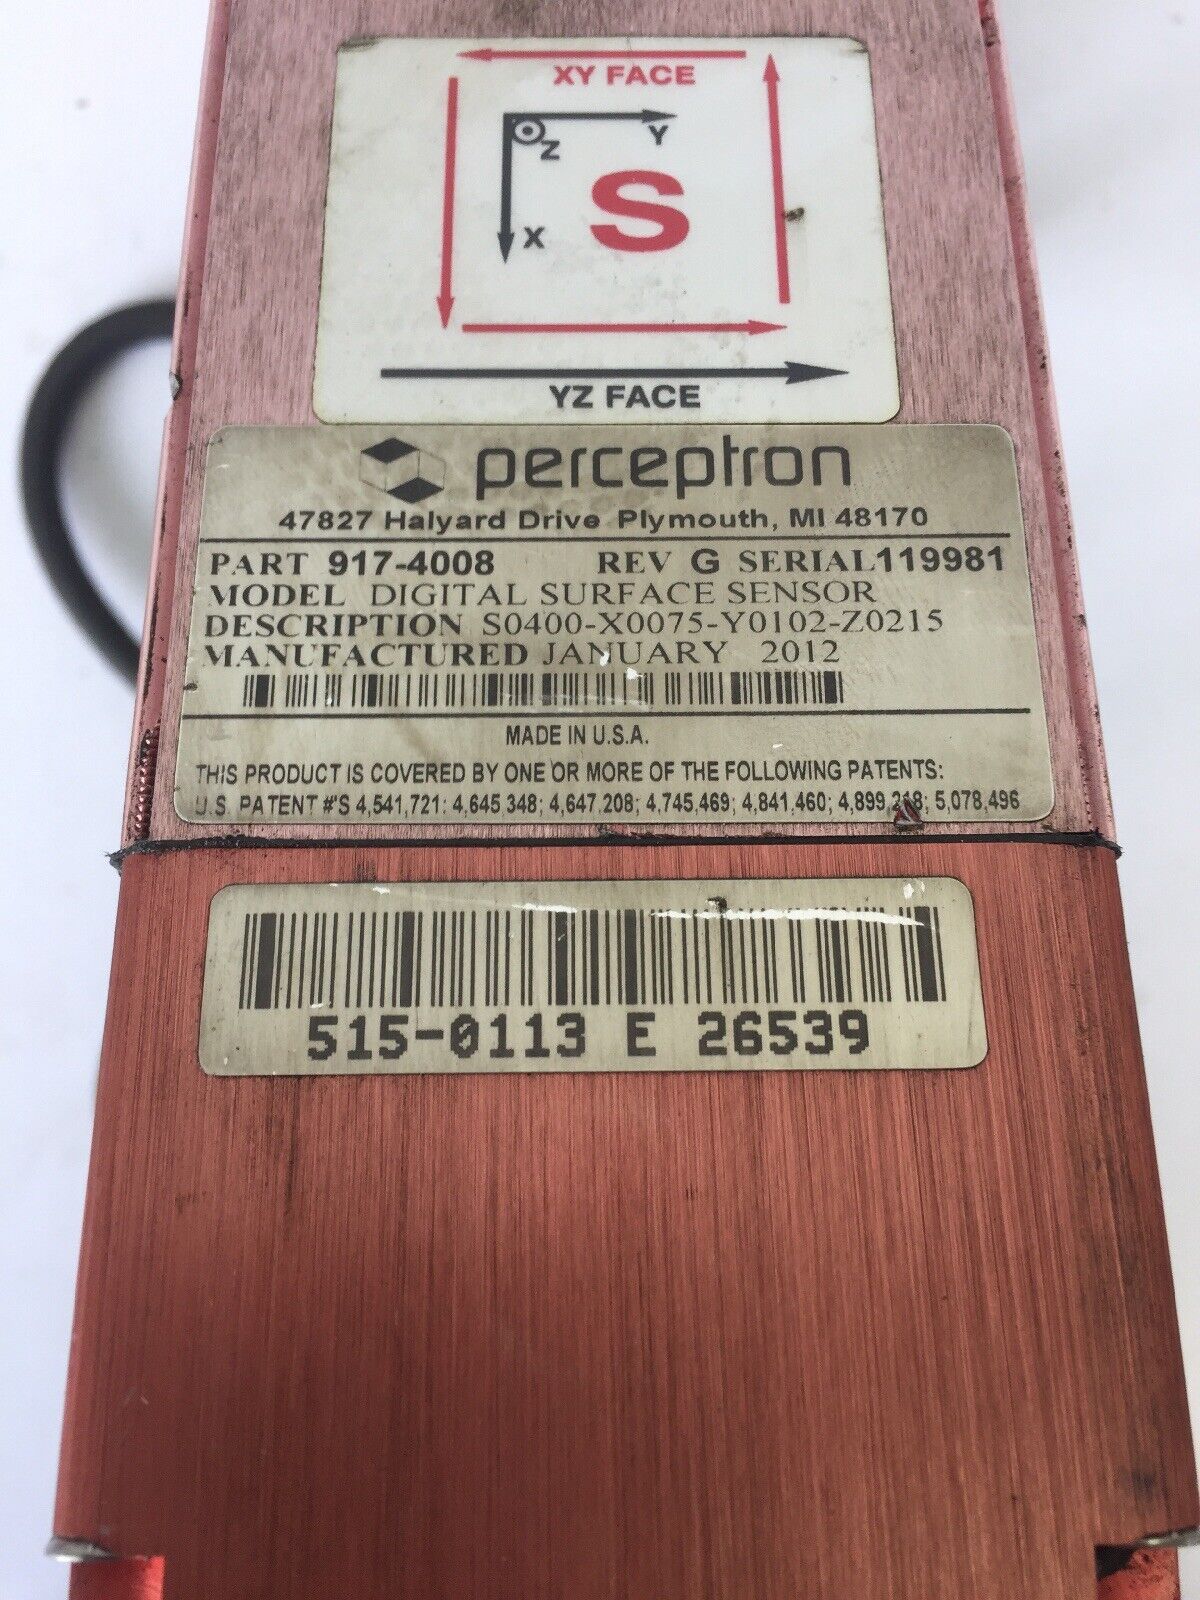 XY FACE
Y
Z
S
X
YZ FACE
perceptron
47827 Halyard Drive Plymouth, MI 48170
PART 917-4008 REV G SERIAL119981
MODEL DIGITAL SURFACE SENSOR
DESCRIPTION S0400-X0075-Y0102-Z0215
MANUFACTURED JANUARY 2012
MADE IN U.S.A.
THIS PRODUCT IS COVERED BY ONE OR MORE OF THE FOLLOWING PATENTS:
U.S. PATENT #'S 4,541,721; 4,645 348; 4,647,208; 4,745,469; 4,841,460; 4,899,218; 5,078,496
515-0113 E 26539